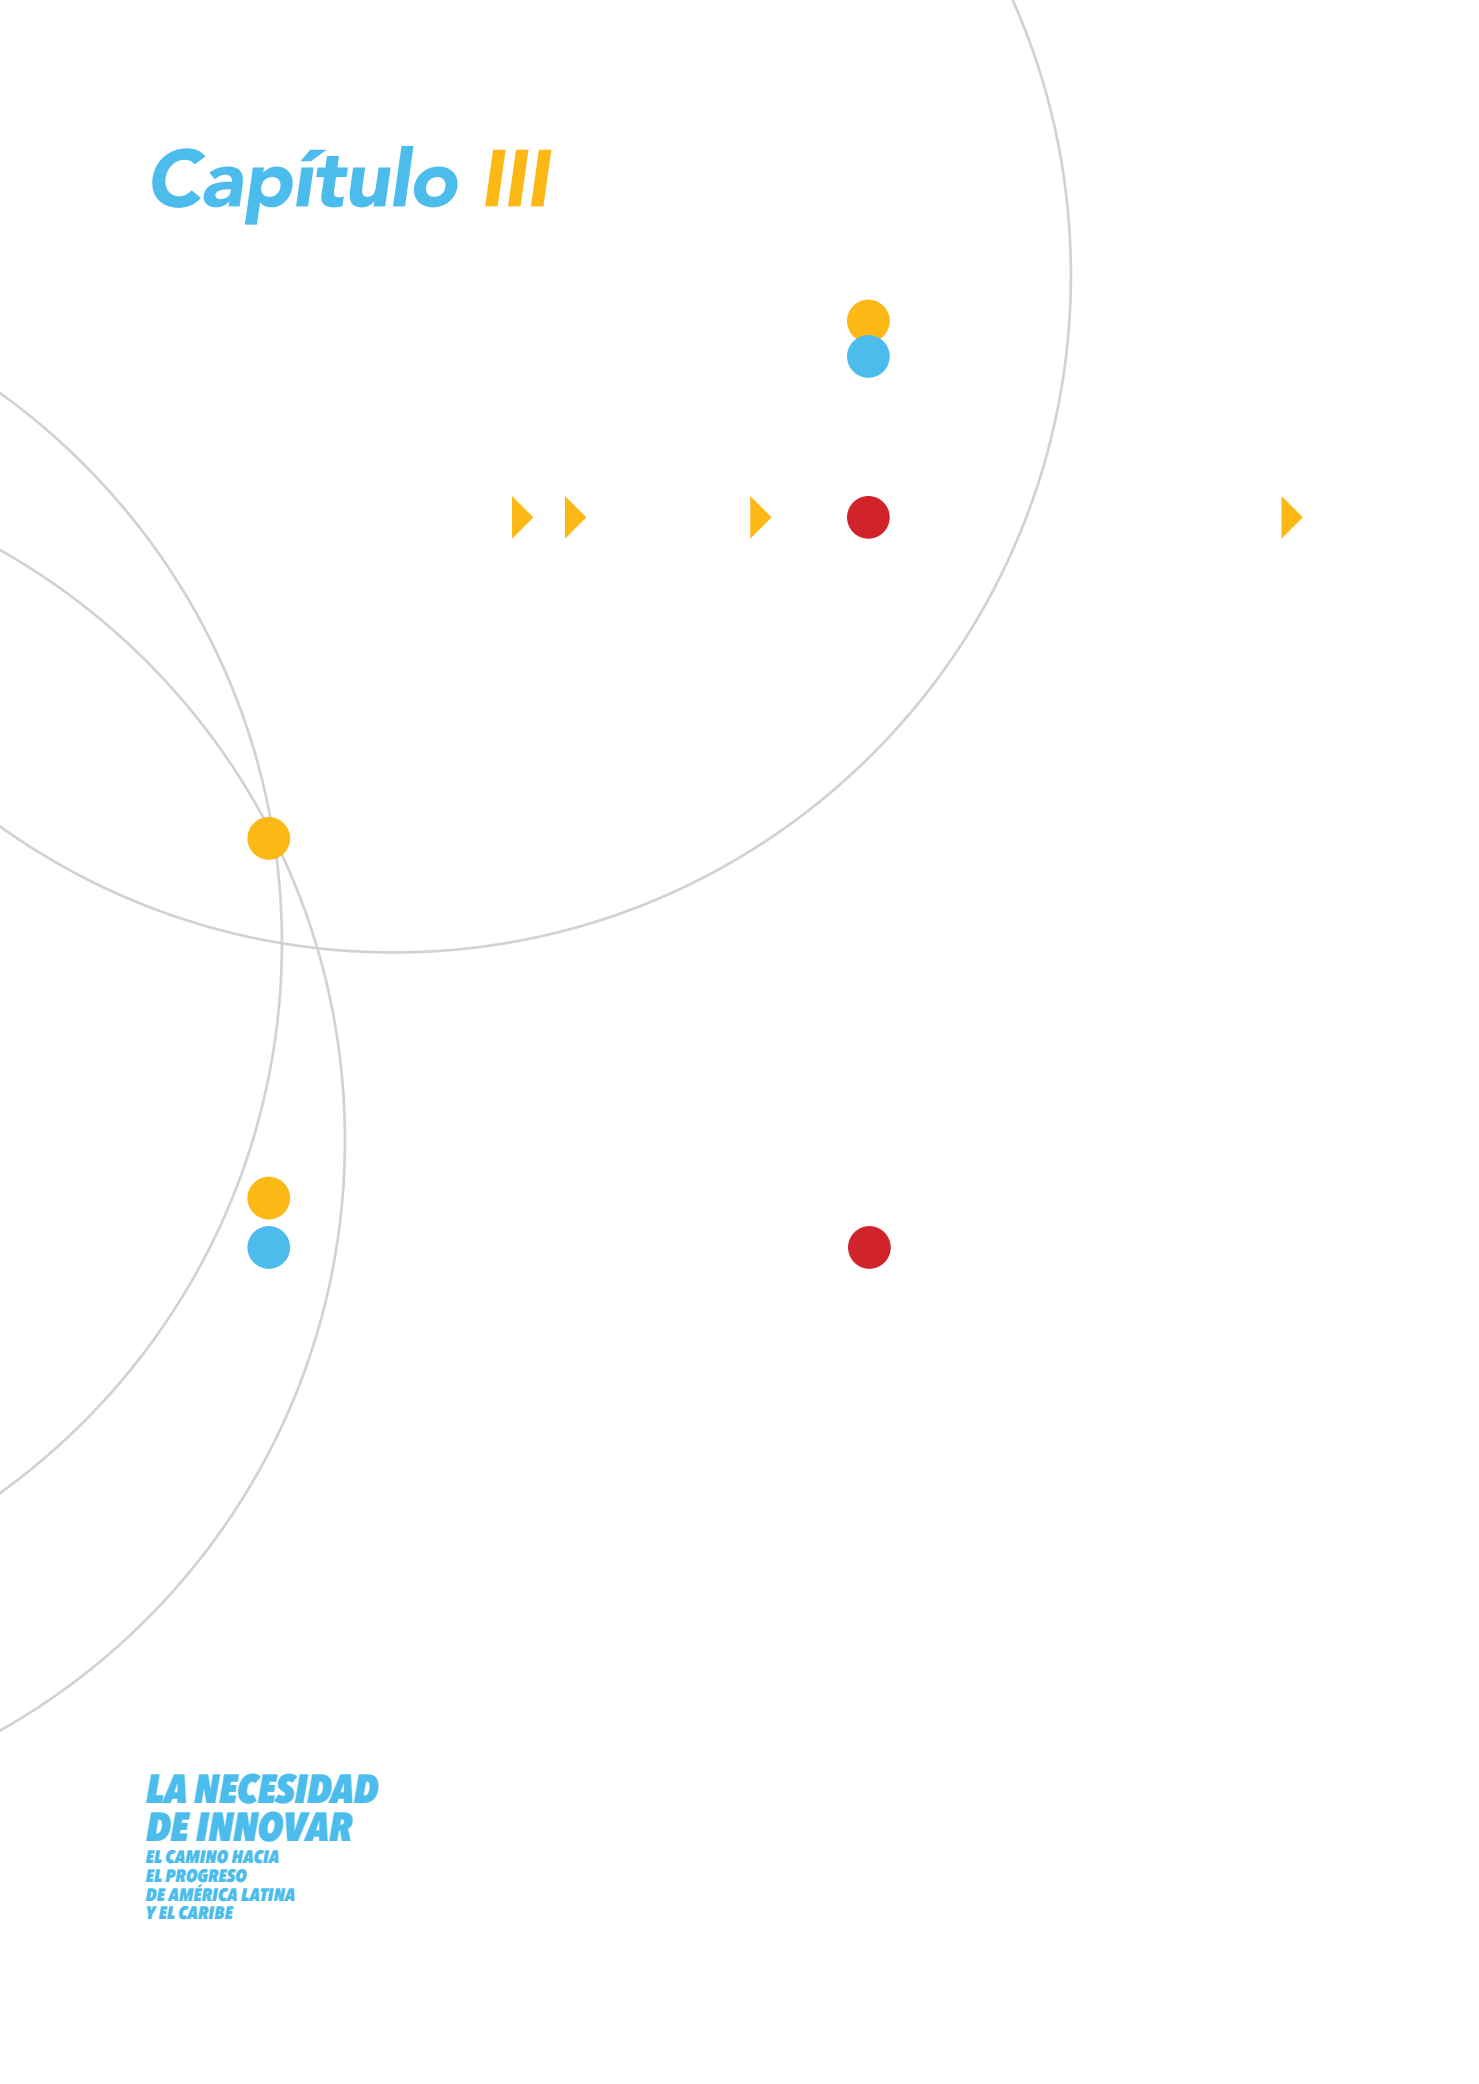 Capítulo III
LA NECESIDAD
DE INNOVAR
EL CAMINO HACIA
EL PROGRESO
DE AMÉRICA LATINA
Y EL CARIBE